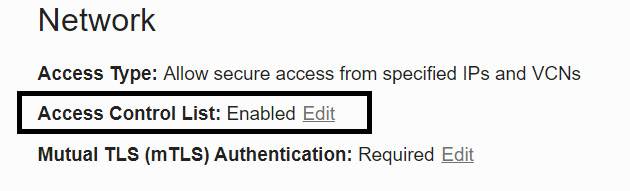 Network
Access Type: Allow secure access from specified IPs and VCNs
Access Control List: Enabled Edit
Mutual TLS (mTLS) Authentication: Required Edit